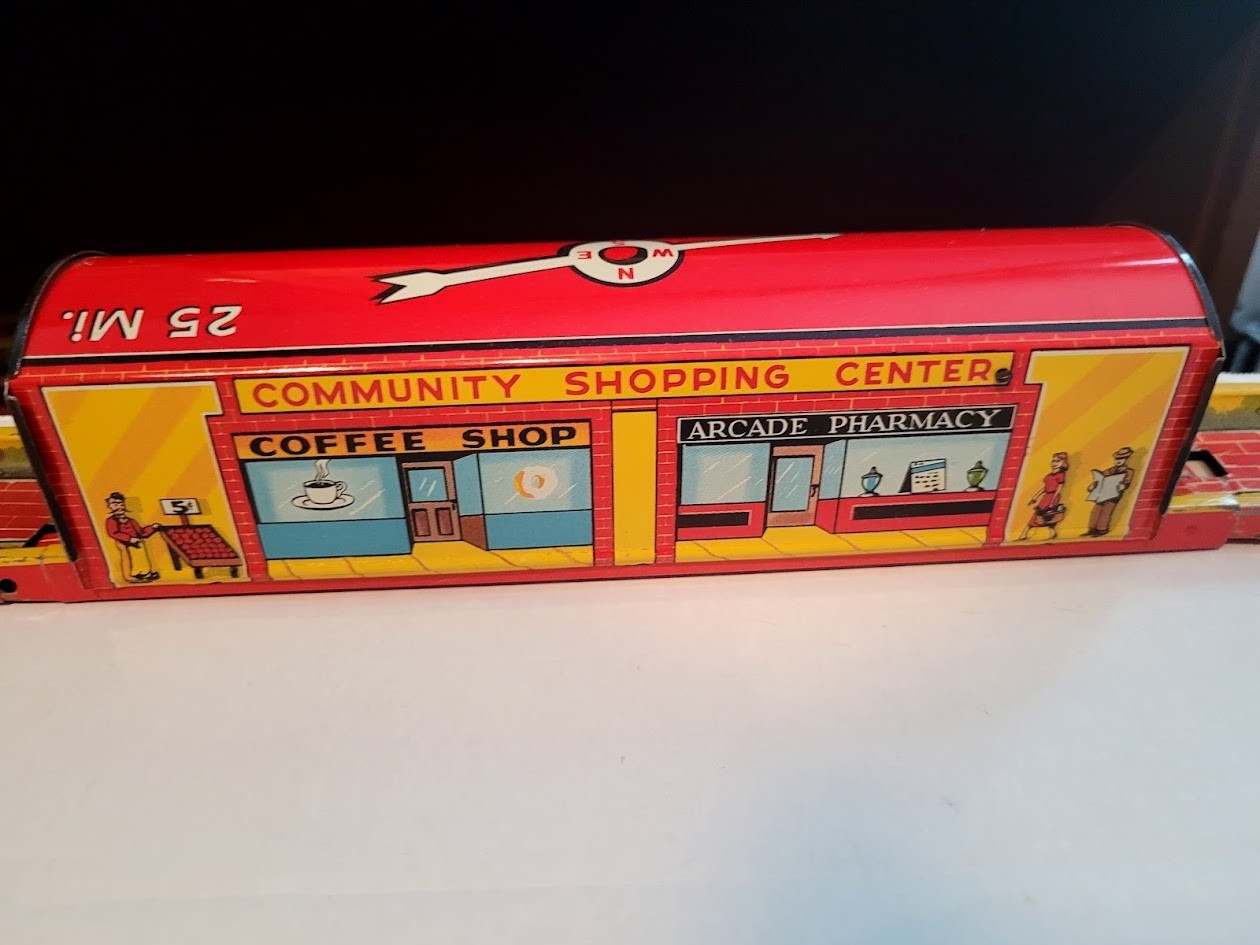 25 Mi.
N
E
W
S
COMMUNITY SHOPPING CENTER
COFFEE SHOP
ARCADE PHARMACY
5¢